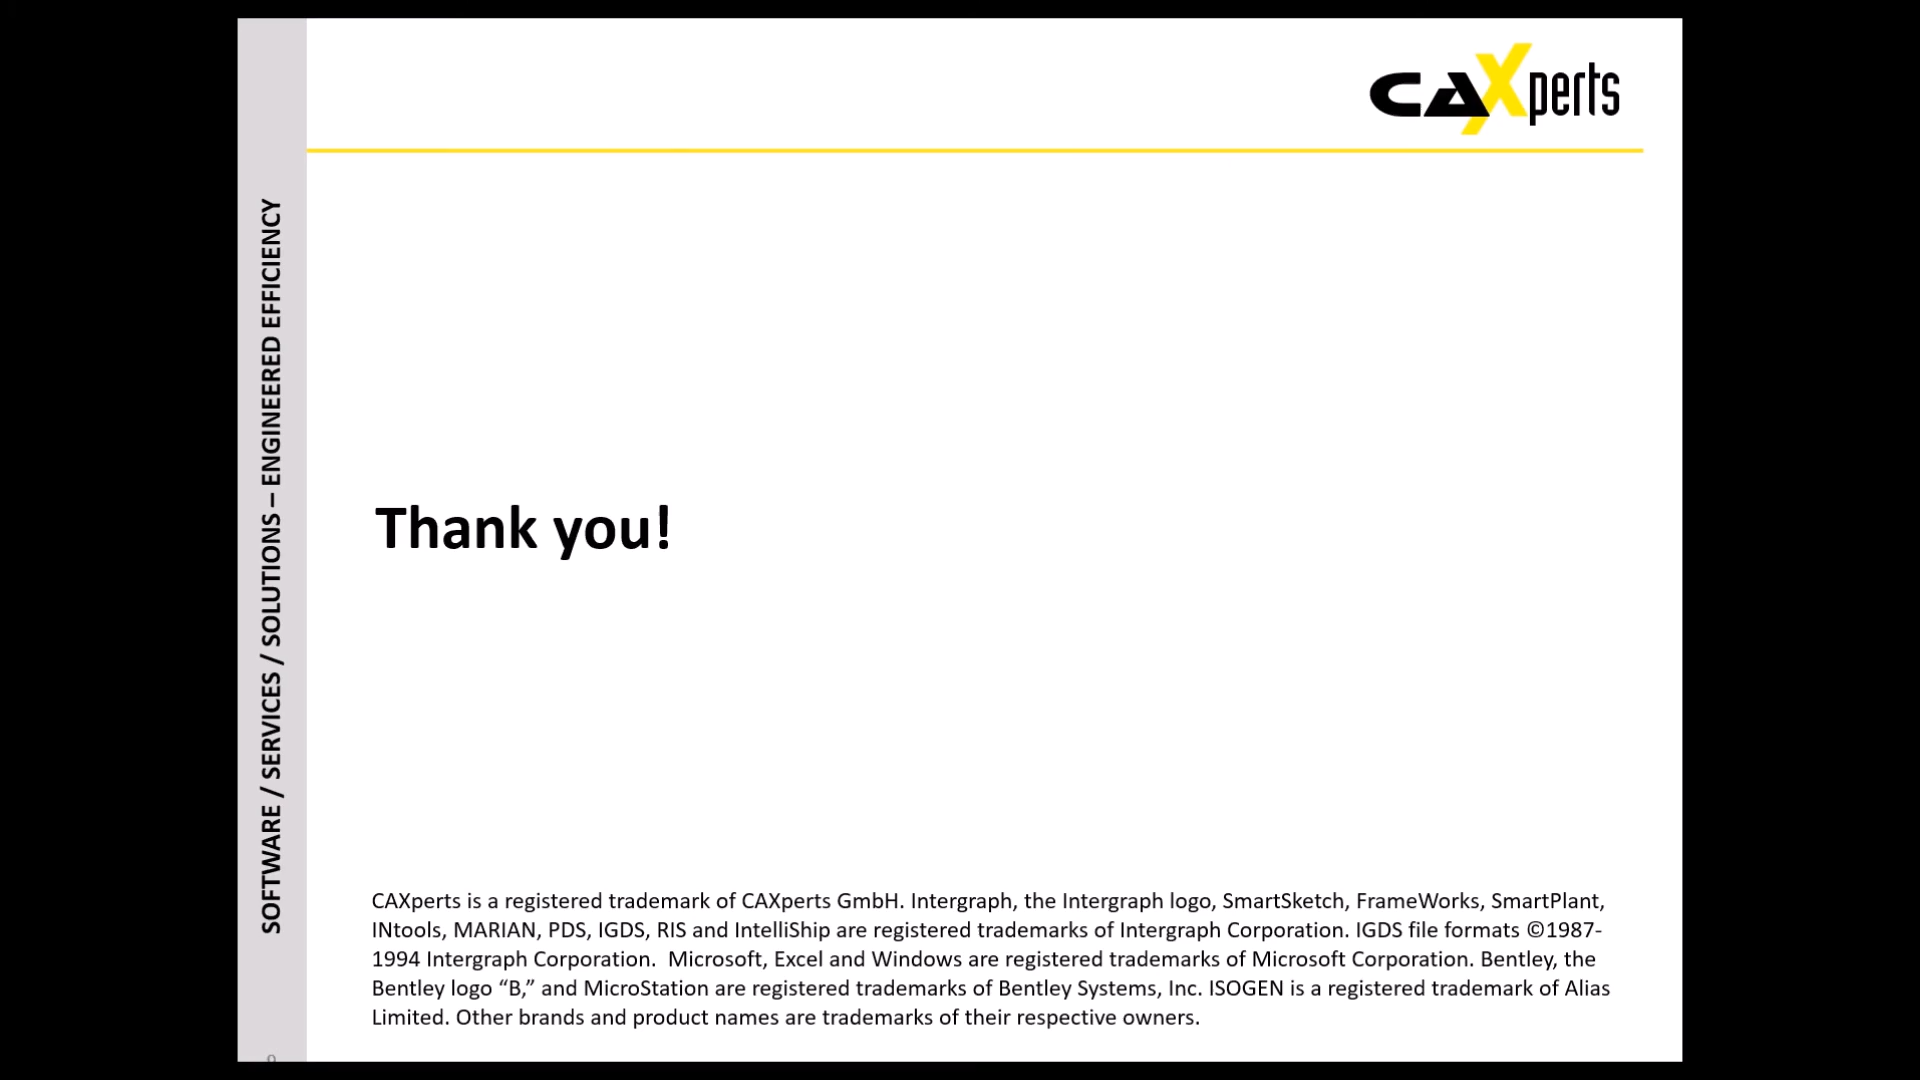 CAXperts
SOFTWARE / SERVICES / SOLUTIONS – ENGINEERED EFFICIENCY
Thank you!
CAXperts is a registered trademark of CAXperts GmbH. Intergraph, the Intergraph logo, SmartSketch, FrameWorks, SmartPlant,
INtools, MARIAN, PDS, IGDS, RIS and IntelliShip are registered trademarks of Intergraph Corporation. IGDS file formats ©1987-
1994 Intergraph Corporation.  Microsoft, Excel and Windows are registered trademarks of Microsoft Corporation. Bentley, the
Bentley logo “B,” and MicroStation are registered trademarks of Bentley Systems, Inc. ISOGEN is a registered trademark of Alias
Limited. Other brands and product names are trademarks of their respective owners.